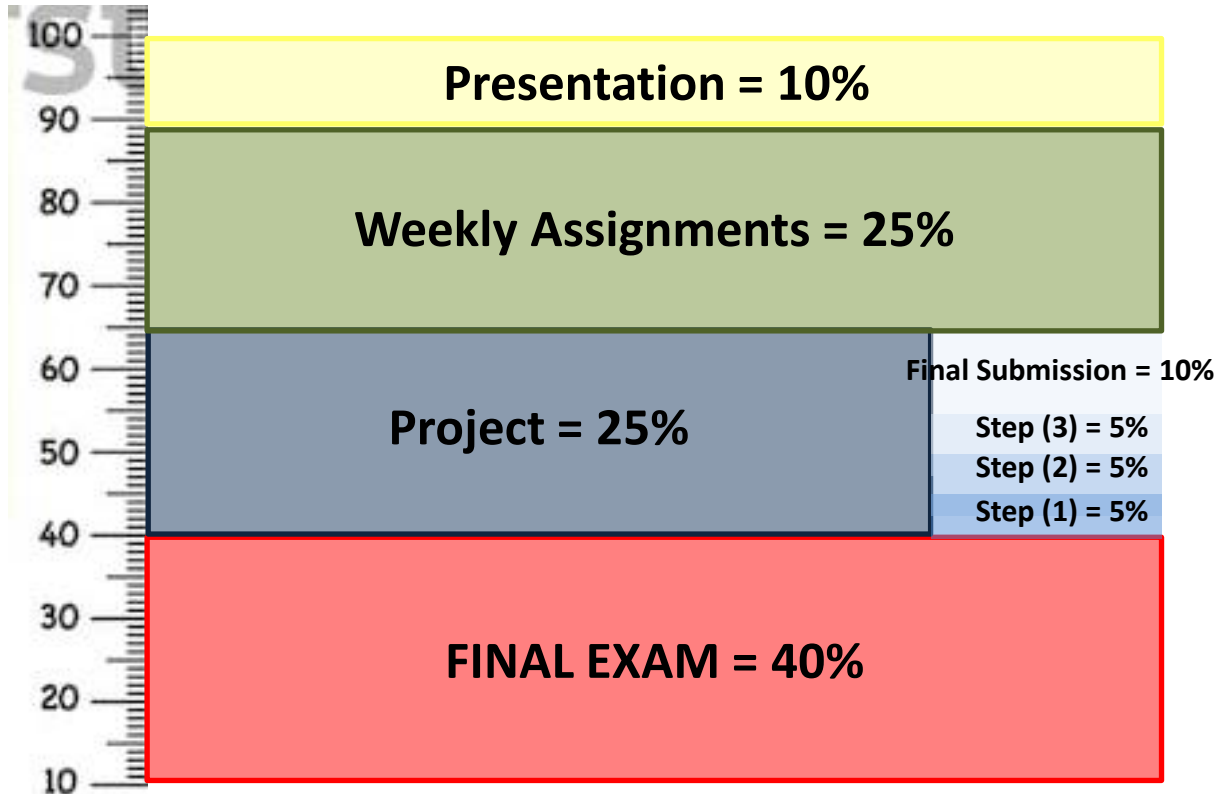 100
Presentation = 10%
90
80
Weekly Assignments = 25%
70
60
Final Submission = 10%
Project = 25%
Step (3) = 5%
50
Step (2) = 5%
Step (1) = 5%
40
30
FINAL EXAM = 40%
20
10